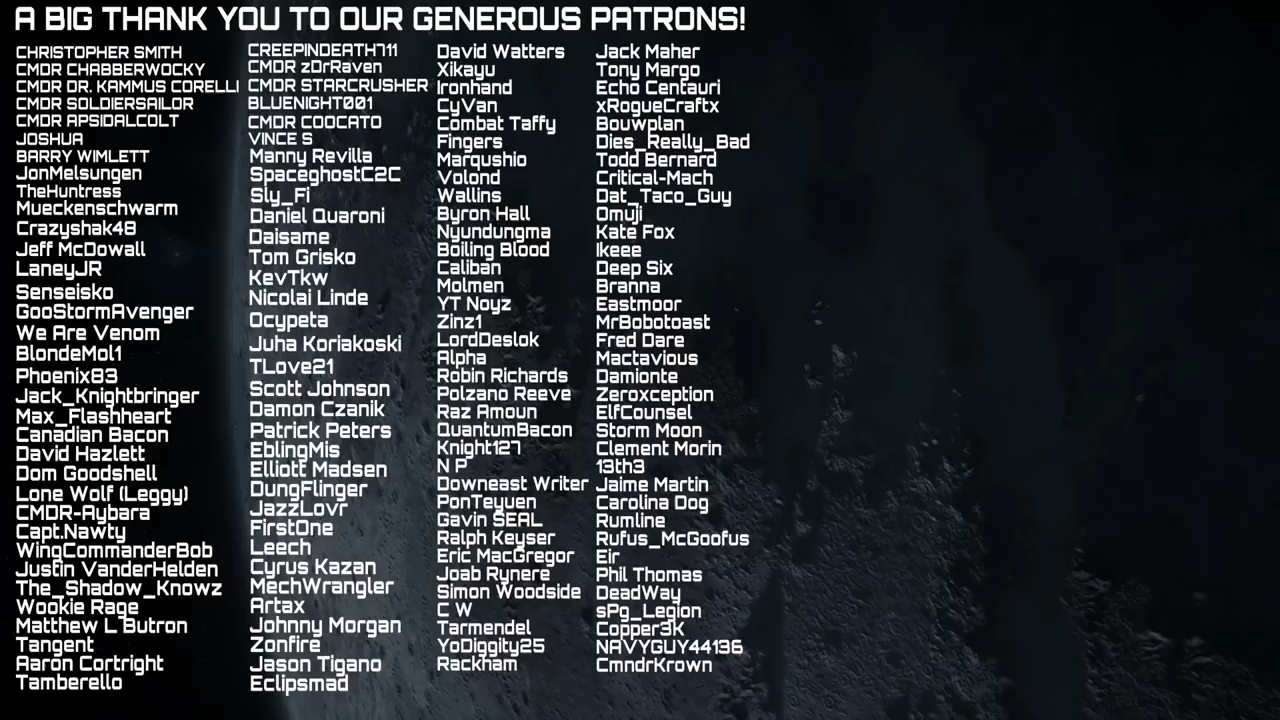 A BIG THANK YOU TO OUR GENEROUS PATRONS!
CHRISTOPHER SMITH
CMDR CHABBERWOCKY
CMDR DR. KAMMUS CORELLI
CMDR SOLDIERSAILOR
CMDR APSIDALCOLT
JOSHUA
BARRY WIMLETT
JonMelsungen
TheHuntress
Mueckenschwarm
Crazyshak48
Jeff McDowall
LaneyJR
Senseisko
GooStormAvenger
We Are Venom
BlondeMol1
Phoenix83
Jack_Knightbringer
Max_Flashheart
Canadian Bacon
David Hazlett
Dom Goodshell
Lone Wolf (Leggy)
CMDR-Aybara
Capt.Nawty
WingCommanderBob
Justin VanderHelden
The_Shadow_Knowz
Wookie Rage
Matthew L Butron
Tangent
Aaron Cortright
Tamberello
CREEPINDEATH711
CMDR zDrRaven
CMDR STARCRUSHER
BLUENIGHT001
CMDR COOCATO
VINCE S
Manny Revilla
SpaceghostC2C
Sly_Fi
Daniel Quaroni
Daisame
Tom Grisko
KevTkw
Nicolai Linde
Ocypeta
Juha Koriakoski
TLove21
Scott Johnson
Damon Czanik
Patrick Peters
EblingMis
Elliott Madsen
DungFlinger
JazzLovr
FirstOne
Leech
Cyrus Kazan
MechWrangler
Artax
Johnny Morgan
Zonfire
Jason Tigano
Eclipsmad
David Watters
Xikayu
Ironhand
CyVan
Combat Taffy
Fingers
Marqushio
Volond
Wallins
Byron Hall
Nyundungma
Boiling Blood
Caliban
Molmen
YT Noyz
Zinz1
LordDeslok
Alpha
Robin Richards
Polzano Reeve
Raz Amoun
QuantumBacon
Knight127
N P
Downeast Writer
PonTeyuen
Gavin SEAL
Ralph Keyser
Eric MacGregor
Joab Rynere
Simon Woodside
C W
Tarmendel
YoDiggity25
Rackham
Jack Maher
Tony Margo
Echo Centauri
xRogueCraftx
Bouwplan
Dies_Really_Bad
Todd Bernard
Critical-Mach
Dat_Taco_Guy
Omuji
Kate Fox
Ikeee
Deep Six
Branna
Eastmoor
MrBobotoast
Fred Dare
Mactavious
Damionte
Zeroxception
ElfCounsel
Storm Moon
Clement Morin
13th3
Jaime Martin
Carolina Dog
Rumline
Rufus_McGoofus
Eir
Phil Thomas
DeadWay
sPg_Legion
Copper3K
NAVYGUY44136
CmndrKrown